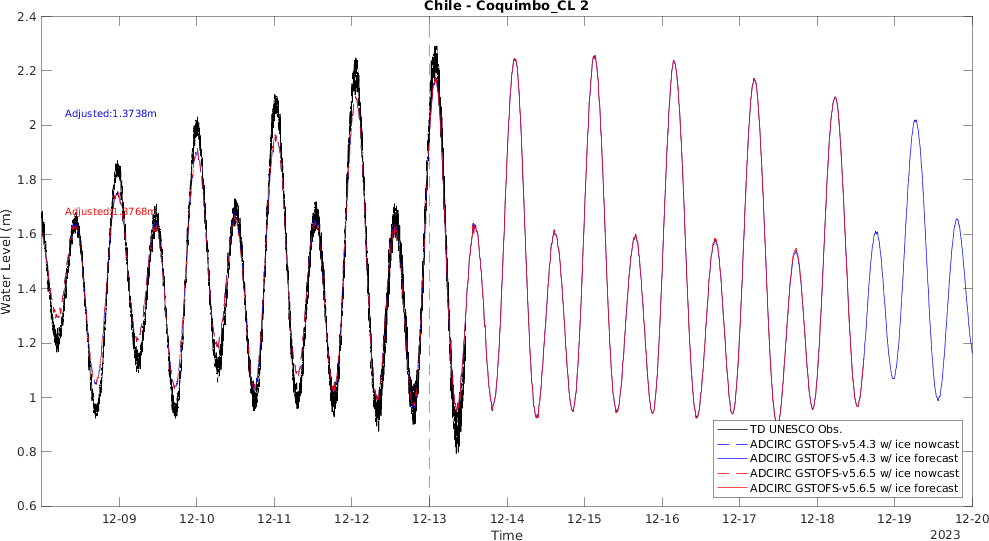 Chile - Coquimbo_CL 2
2.4
2.2
2
1.8
1.6
1.4
1.2
1
0.8
0.6
Water Level (m)
Adjusted:1.3738m
Adjusted:1.3768m
TD UNESCO Obs.
ADCIRC GSTOFS-v5.4.3 w/ ice nowcast
ADCIRC GSTOFS-v5.4.3 w/ ice forecast
ADCIRC GSTOFS-v5.6.5 w/ ice nowcast
ADCIRC GSTOFS-v5.6.5 w/ ice forecast
12-09 12-10 12-11 12-12 12-13 12-14 12-15 12-16 12-17 12-18 12-19 12-20
Time
2023